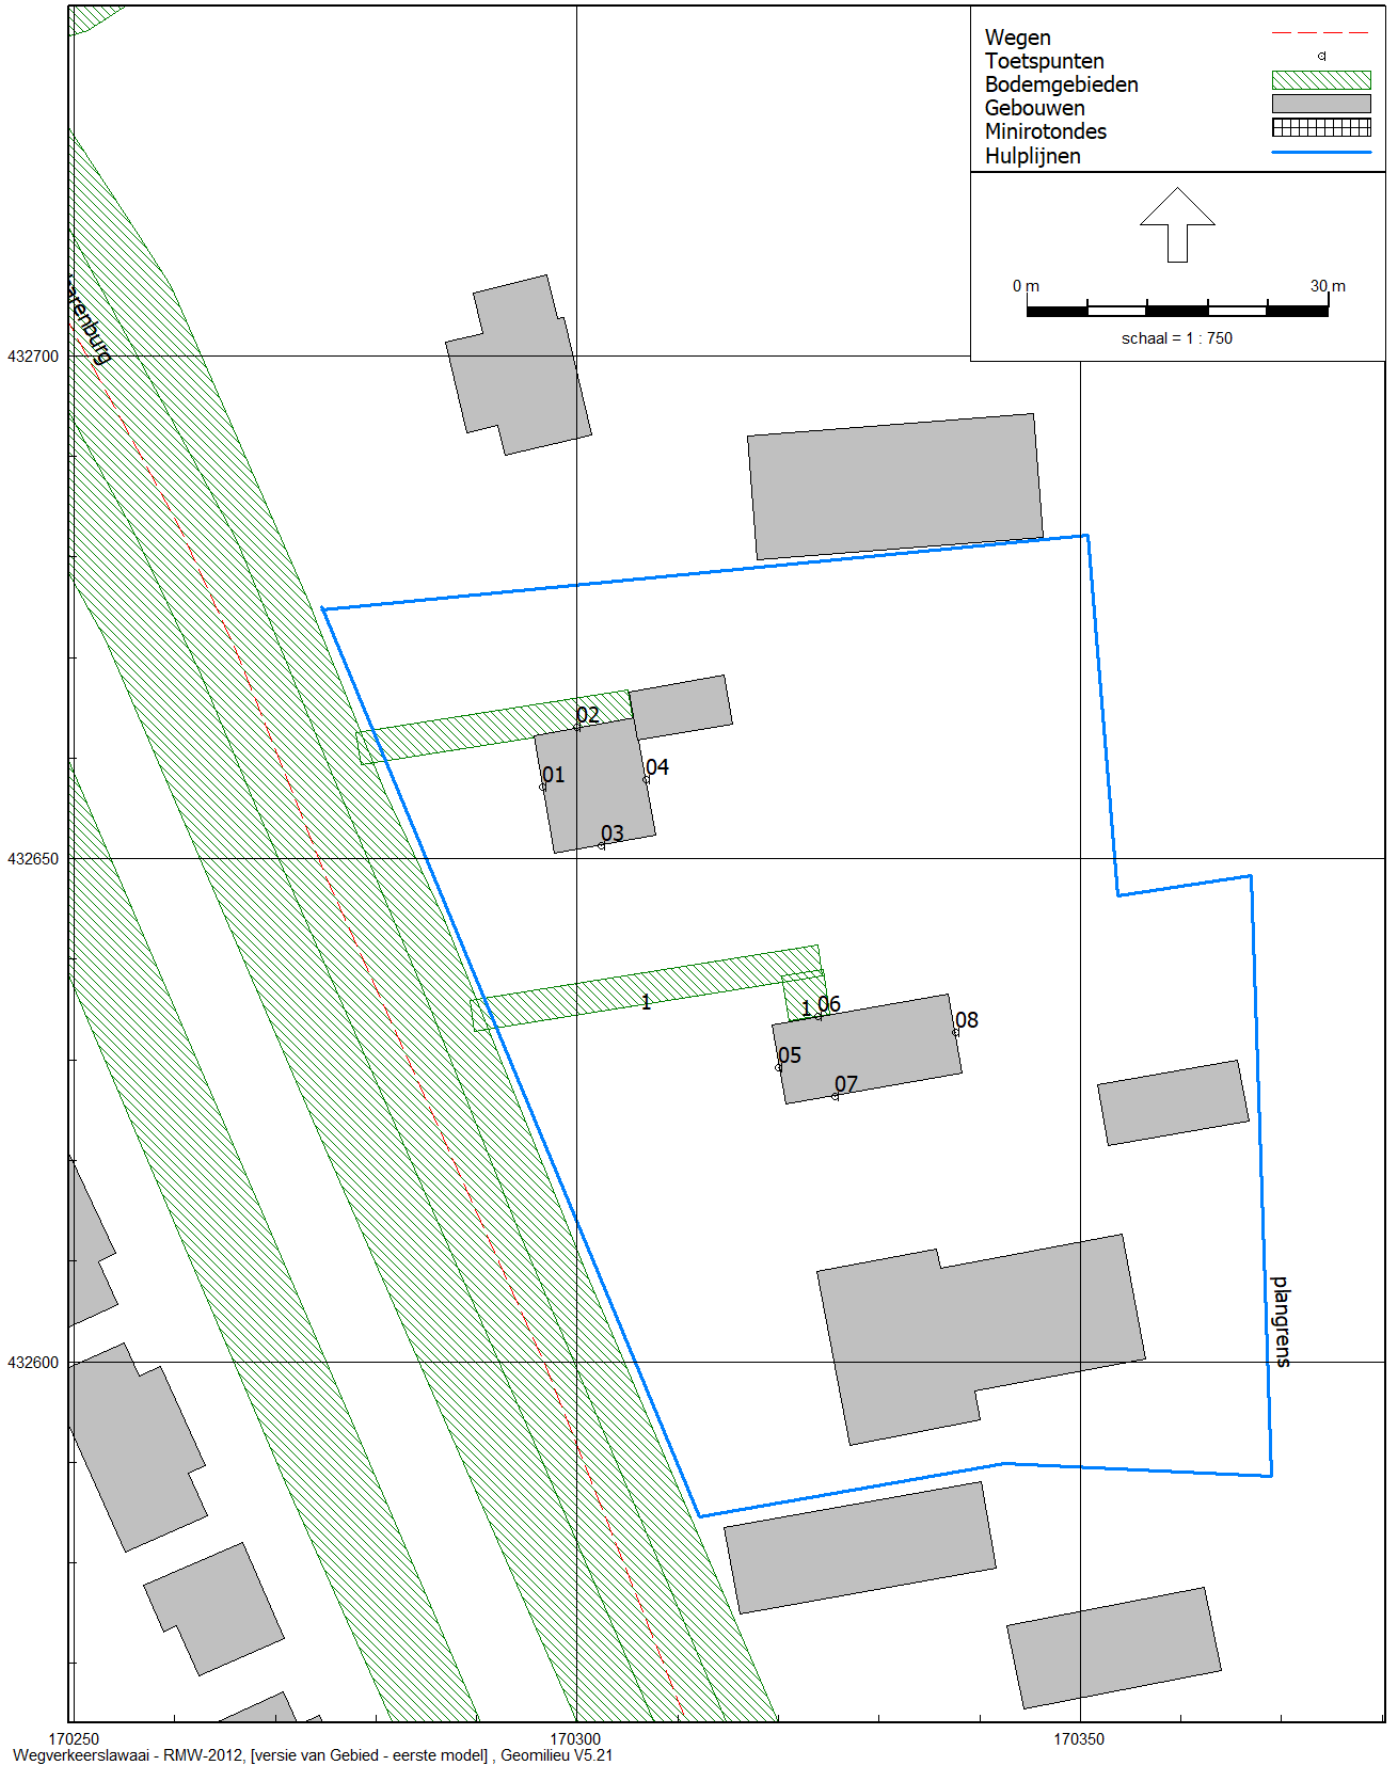 Wegen
Toetspunten
Bodemgebieden
Gebouwen
Minirotondes
Hulplijnen
0 m 30 m
schaal = 1 : 750
432700
02
01
04
03
432650
1
1 06
08
05
07
plangrens
432600
170250 170300 170350
Wegverkeerslawaai - RMW-2012, [versie van Gebied - eerste model] , Geomilieu V5.21